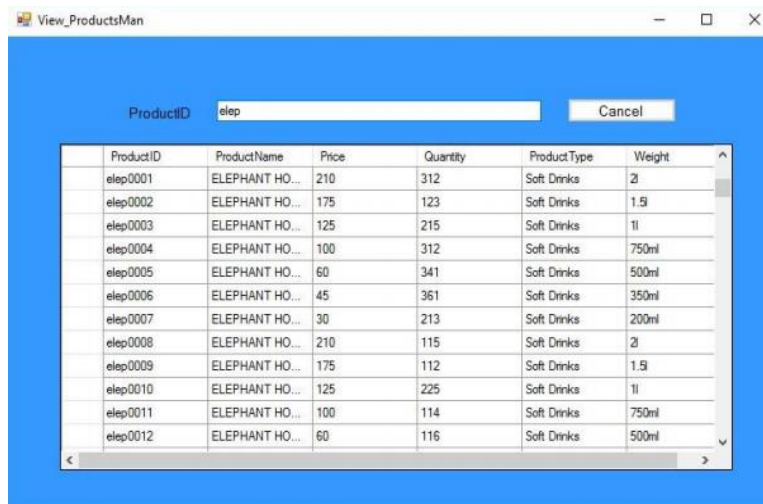 View_ProductsMan
ProductID elep Cancel
ProductID ProductName Price Quantity ProductType Weight
elep0001 ELEPHANT HO... 210 312 Soft Drinks 2l
elep0002 ELEPHANT HO... 175 123 Soft Drinks 1.5l
elep0003 ELEPHANT HO... 125 215 Soft Drinks 1l
elep0004 ELEPHANT HO... 100 312 Soft Drinks 750ml
elep0005 ELEPHANT HO... 60 341 Soft Drinks 500ml
elep0006 ELEPHANT HO... 45 361 Soft Drinks 350ml
elep0007 ELEPHANT HO... 30 213 Soft Drinks 200ml
elep0008 ELEPHANT HO... 210 115 Soft Drinks 2l
elep0009 ELEPHANT HO... 175 112 Soft Drinks 1.5l
elep0010 ELEPHANT HO... 125 225 Soft Drinks 1l
elep0011 ELEPHANT HO... 100 114 Soft Drinks 750ml
elep0012 ELEPHANT HO... 60 116 Soft Drinks 500ml